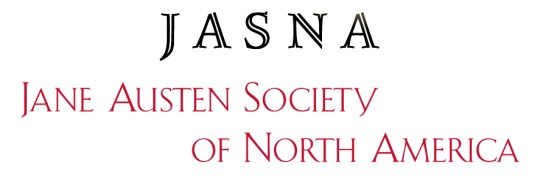 JASNA
JANE AUSTEN SOCIETY
OF NORTH AMERICA